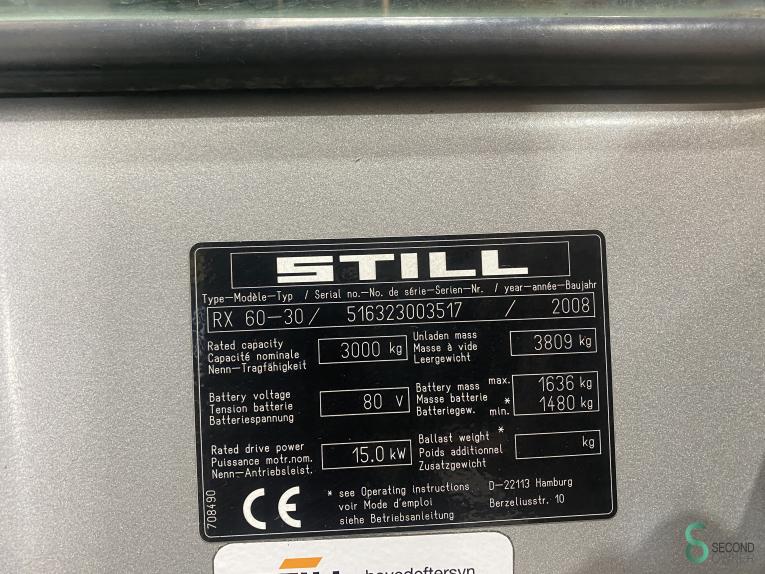 STILL
Type-Modèle-Typ / Serial no.-No. de série-Serien-Nr. / year-année-Baujahr
RX 60-30 / 516323003517 / 2008
Rated capacity
Capacité nominale
Nenn-Tragfähigkeit
3000 kg
Unladen mass
Masse à vide
Leergewicht
3809 kg
Battery voltage
Tension batterie
Batteriespannung
80 V
Battery mass max.
Masse batterie *
Batteriegew. min.
1636 kg
1480 kg
Rated drive power
Puissance motr.nom.
Nenn-Antriebsleist.
15.0 kW
Ballast weight *
Poids additionnel
Zusatzgewicht
kg
708490
CE
* see Operating instructions
voir Mode d'emploi
siehe Betriebsanleitung
D-22113 Hamburg
Berzeliusstr. 10
hovedeftersyn
SECOND